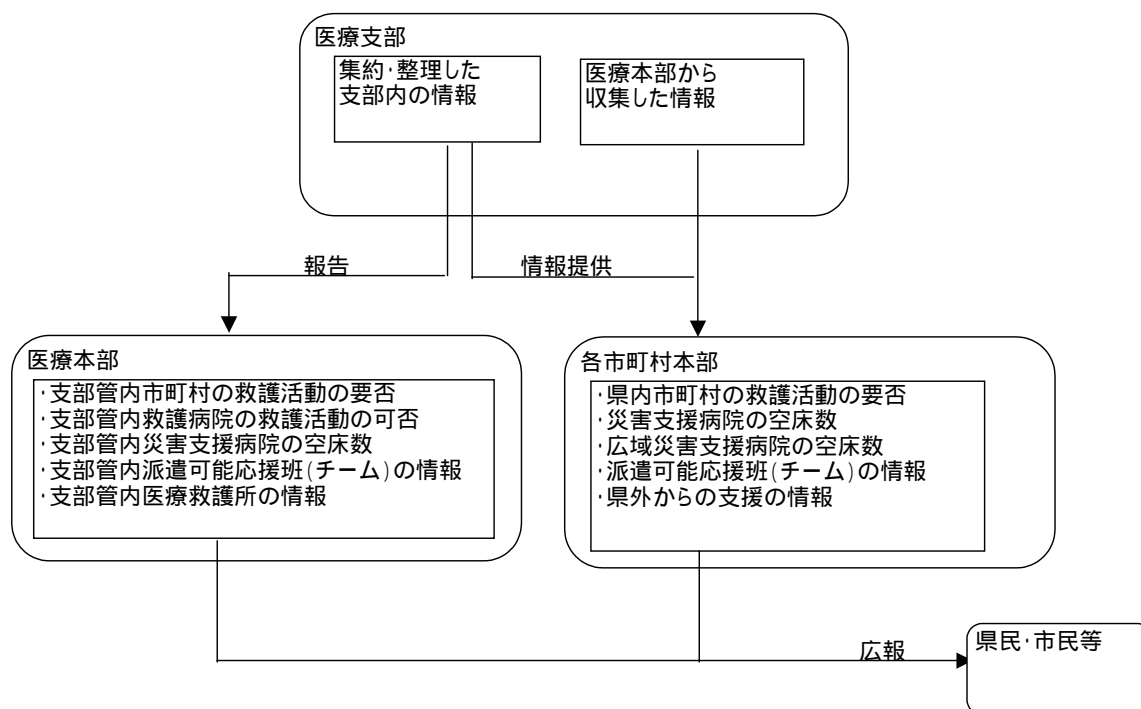 医療支部
集約･整理した
支部内の情報
医療本部から
収集した情報
報告
情報提供
医療本部
･支部管内市町村の救護活動の要否
･支部管内救護病院の救護活動の可否
･支部管内災害支援病院の空床数
･支部管内派遣可能応援班(チーム)の情報
･支部管内医療救護所の情報
各市町村本部
･県内市町村の救護活動の要否
･災害支援病院の空床数
･広域災害支援病院の空床数
･派遣可能応援班(チーム)の情報
･県外からの支援の情報
広報
県民･市民等